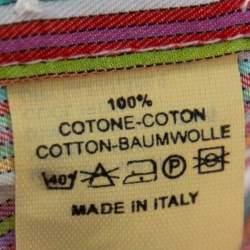 100%
COTONE-COTON
COTTON-BAUMWOLLE
40° P
MADE IN ITALY